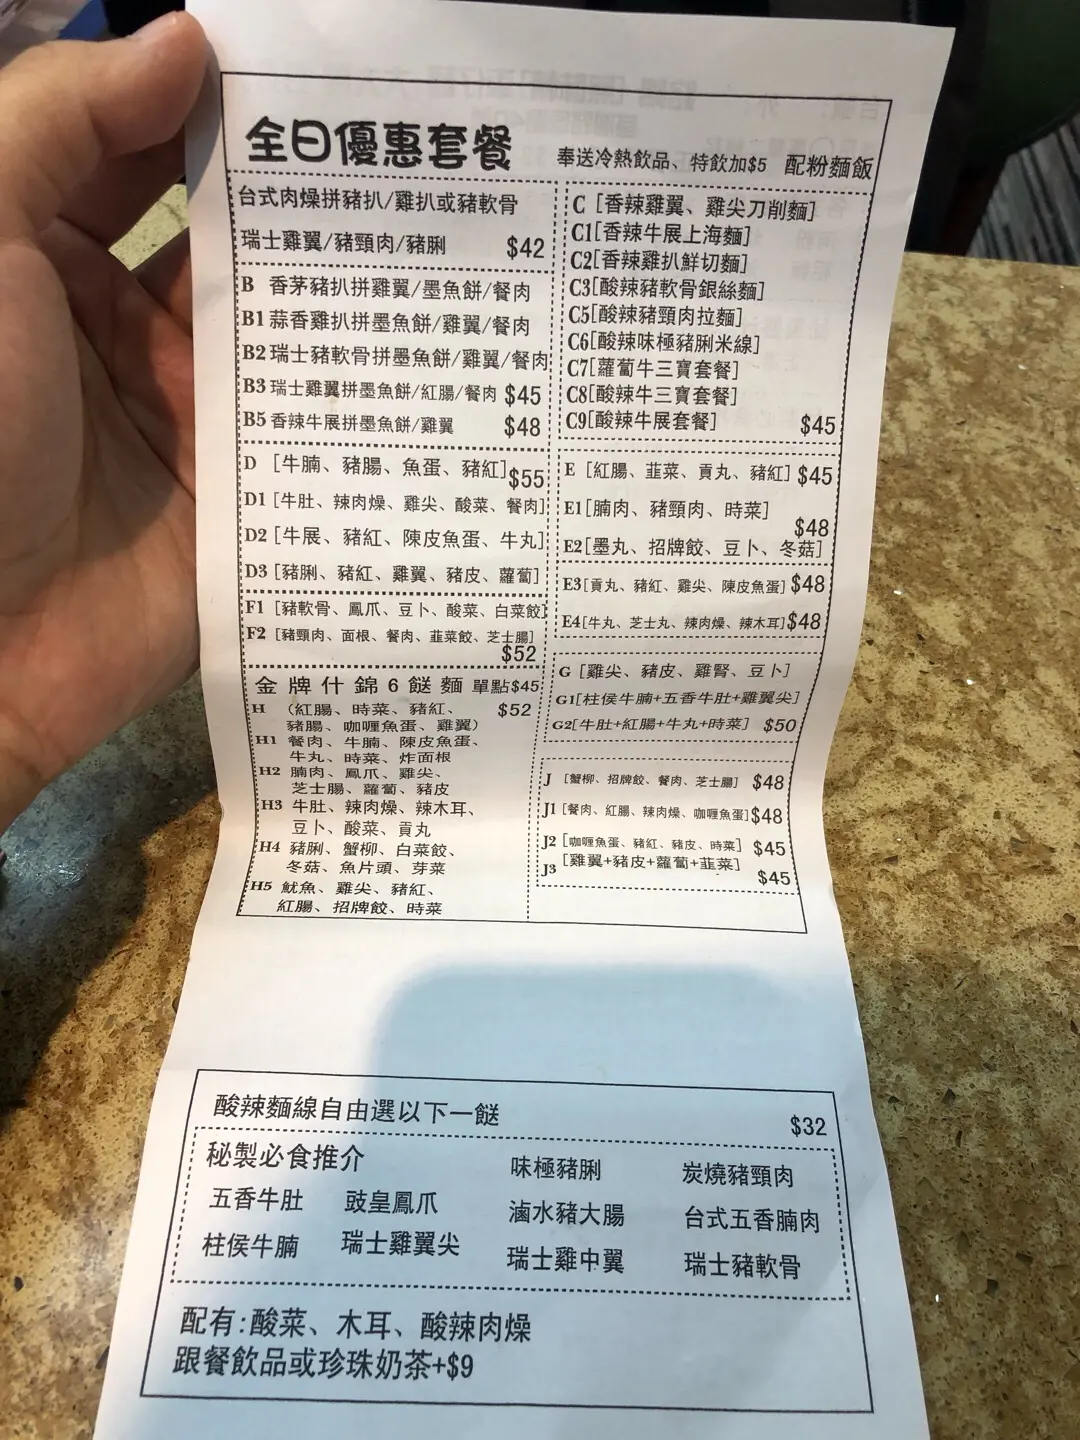 全日優惠套餐
奉送冷熱飲品、特飲加$5 配粉麵飯
台式肉燥拼豬扒/雞扒或豬軟骨
瑞士雞翼/豬頸肉/豬脷 $42
B 香茅豬扒拼雞翼/墨魚餅/餐肉
B1 蒜香雞扒拼墨魚餅/雞翼/餐肉
B2 瑞士豬軟骨拼墨魚餅/雞翼/餐肉
B3 瑞士雞翼拼墨魚餅/紅腸/餐肉 $45
B5 香辣牛展拼墨魚餅/雞翼 $48
C [香辣雞翼、雞尖刀削麵]
C1[香辣牛展上海麵]
C2[香辣雞扒鮮切麵]
C3[酸辣豬軟骨銀絲麵]
C5[酸辣豬頸肉拉麵]
C6[酸辣味極豬脷米線]
C7[蘿蔔牛三寶套餐]
C8[酸辣牛三寶套餐]
C9[酸辣牛展套餐] $45
D [牛腩、豬腸、魚蛋、豬紅] $55
D1 [牛肚、辣肉燥、雞尖、酸菜、餐肉]
D2 [牛展、豬紅、陳皮魚蛋、牛丸]
D3 [豬脷、豬紅、雞翼、豬皮、蘿蔔]
F1 [豬軟骨、鳳爪、豆卜、酸菜、白菜餃]
F2 [豬頸肉、面根、餐肉、韮菜餃、芝士腸]
$52
E [紅腸、韮菜、貢丸、豬紅] $45
E1[腩肉、豬頸肉、時菜]
$48
E2[墨丸、招牌餃、豆卜、冬菇]
E3[貢丸、豬紅、雞尖、陳皮魚蛋] $48
E4[牛丸、芝士丸、辣肉燥、辣木耳] $48
G [雞尖、豬皮、雞腎、豆卜]
G1[柱侯牛腩+五香牛肚+雞翼尖]
G2[牛肚+紅腸+牛丸+時菜] $50
金牌什錦6餸麵 單點$45
H (紅腸、時菜、豬紅、 $52
豬腸、咖喱魚蛋、雞翼)
H1 餐肉、牛腩、陳皮魚蛋、
牛丸、時菜、炸面根
H2 腩肉、鳳爪、雞尖、
芝士腸、蘿蔔、豬皮
H3 牛肚、辣肉燥、辣木耳、
豆卜、酸菜、貢丸
H4 豬脷、蟹柳、白菜餃、
冬菇、魚片頭、芽菜
H5 魷魚、雞尖、豬紅、
紅腸、招牌餃、時菜
J [蟹柳、招牌餃、餐肉、芝士腸] $48
J1 [餐肉、紅腸、辣肉燥、咖喱魚蛋] $48
J2 [咖喱魚蛋、豬紅、豬皮、時菜] $45
J3 [雞翼+豬皮+蘿蔔+韮菜]
$45
酸辣麵線自由選以下一餸 $32
秘製必食推介 味極豬脷 炭燒豬頸肉
五香牛肚 豉皇鳳爪 滷水豬大腸 台式五香腩肉
柱侯牛腩 瑞士雞翼尖 瑞士雞中翼 瑞士豬軟骨
配有:酸菜、木耳、酸辣肉燥
跟餐飲品或珍珠奶茶+$9